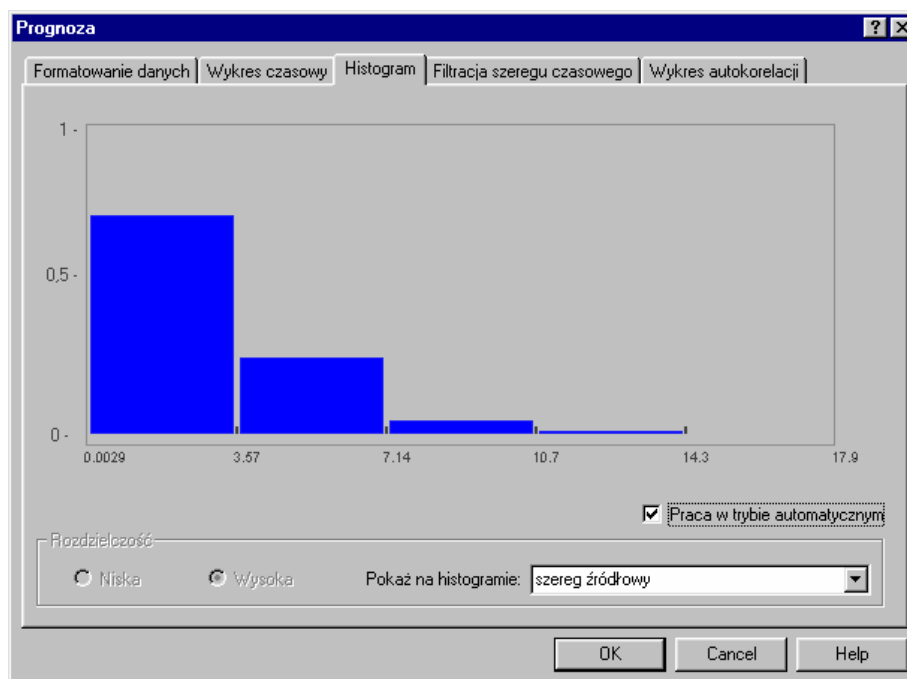 Prognoza
Formatowanie danych Wykres czasowy Histogram Filtracja szeregu czasowego Wykres autokorelacji
1 -
0,5 -
0 -
0.0029 3.57 7.14 10.7 14.3 17.9
Praca w trybie automatycznym
Rozdzielczość
Niska Wysoka Pokaż na histogramie: szereg źródłowy
OK Cancel Help